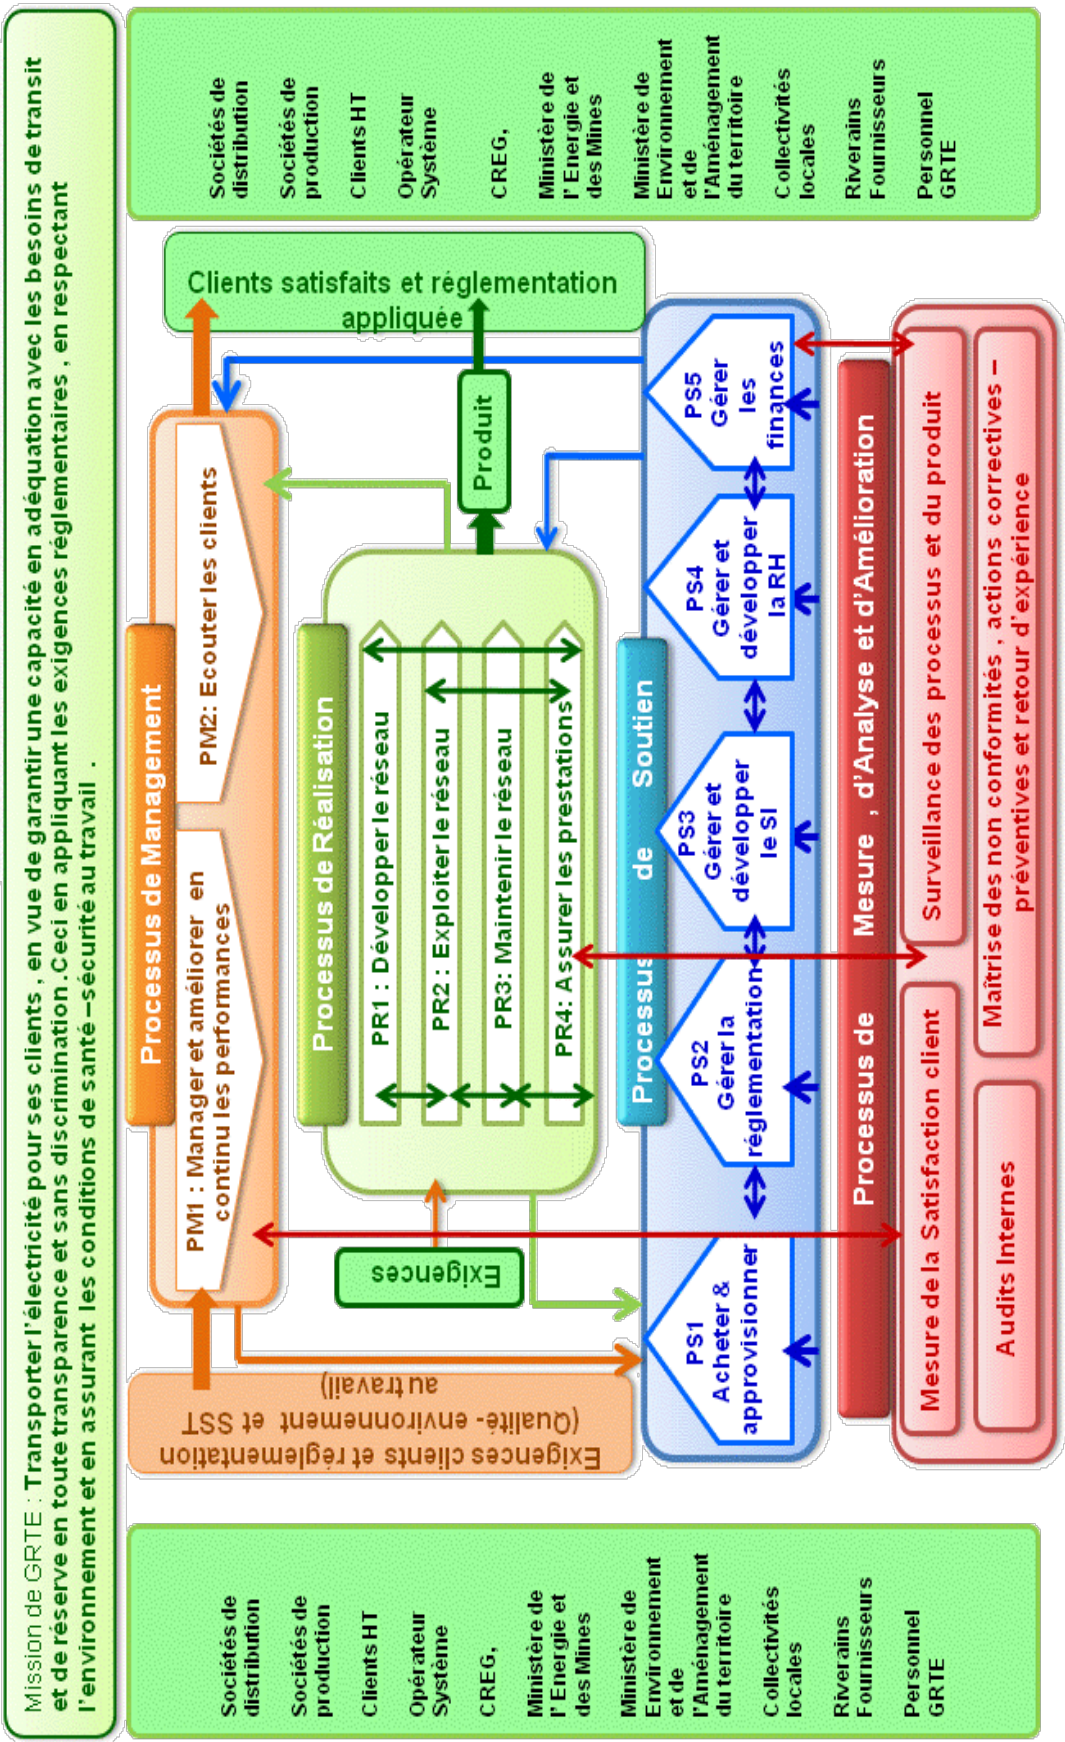 Mission de GRTE : Transporter l'électricité pour ses clients , en vue de garantir une capacité en adéquation avec les besoins de transit
et de réserve en toute transparence et sans discrimination .Ceci en appliquant les exigences réglementaires , en respectant
l'environnement et en assurant les conditions de santé –sécurité au travail .
Sociétés de
distribution
Sociétés de
production
Clients HT
Opérateur
Système
CREG,
Ministère de
l' Energie et
des Mines
Ministère de
Environnement
et de
l'Aménagement
du territoire
Collectivités
locales
Riverains
Fournisseurs
Personnel
GRTE
Exigences clients et réglementation
(Qualité- environnement et SST
au travail)
Processus de Management
PM1 : Manager et améliorer en
continu les performances
PM2: Ecouter les clients
Exigences
Processus de Réalisation
PR1 : Développer le réseau
PR2 : Exploiter le réseau
PR3: Maintenir le réseau
PR4: Assurer les prestations
Produit
Clients satisfaits et réglementation
appliquée
Processus de Soutien
PS1
Acheter &
approvisionner
PS2
Gérer la
réglementation
PS3
Gérer et
développer
le SI
PS4
Gérer et
développer
la RH
PS5
Gérer
les
finances
Processus de Mesure , d'Analyse et d'Amélioration
Mesure de la Satisfaction client
Surveillance des processus et du produit
Audits Internes
Maîtrise des non conformités , actions correctives –
préventives et retour d'expérience
Sociétés de
distribution
Sociétés de
production
Clients HT
Opérateur
Système
CREG,
Ministère de
l' Energie et
des Mines
Ministère de
Environnement
et de
l'Aménagement
du territoire
Collectivités
locales
Riverains
Fournisseurs
Personnel
GRTE